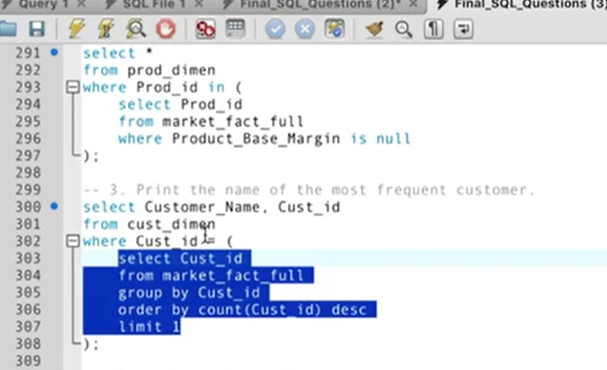 Query 1
SQL File 1
Final_SQL_Questions (2)*
Final_SQL_Questions (3)
291 select *
292 from prod_dimen
293 where Prod_id in (
294 select Prod_id
295 from market_fact_full
296 where Product_Base_Margin is null
297 );
298
299 -- 3. Print the name of the most frequent customer.
300 select Customer_Name, Cust_id
301 from cust_dimen
302 where Cust_id = (
303 select Cust_id
304 from market_fact_full
305 group by Cust_id
306 order by count(Cust_id) desc
307 limit 1
308 );
309